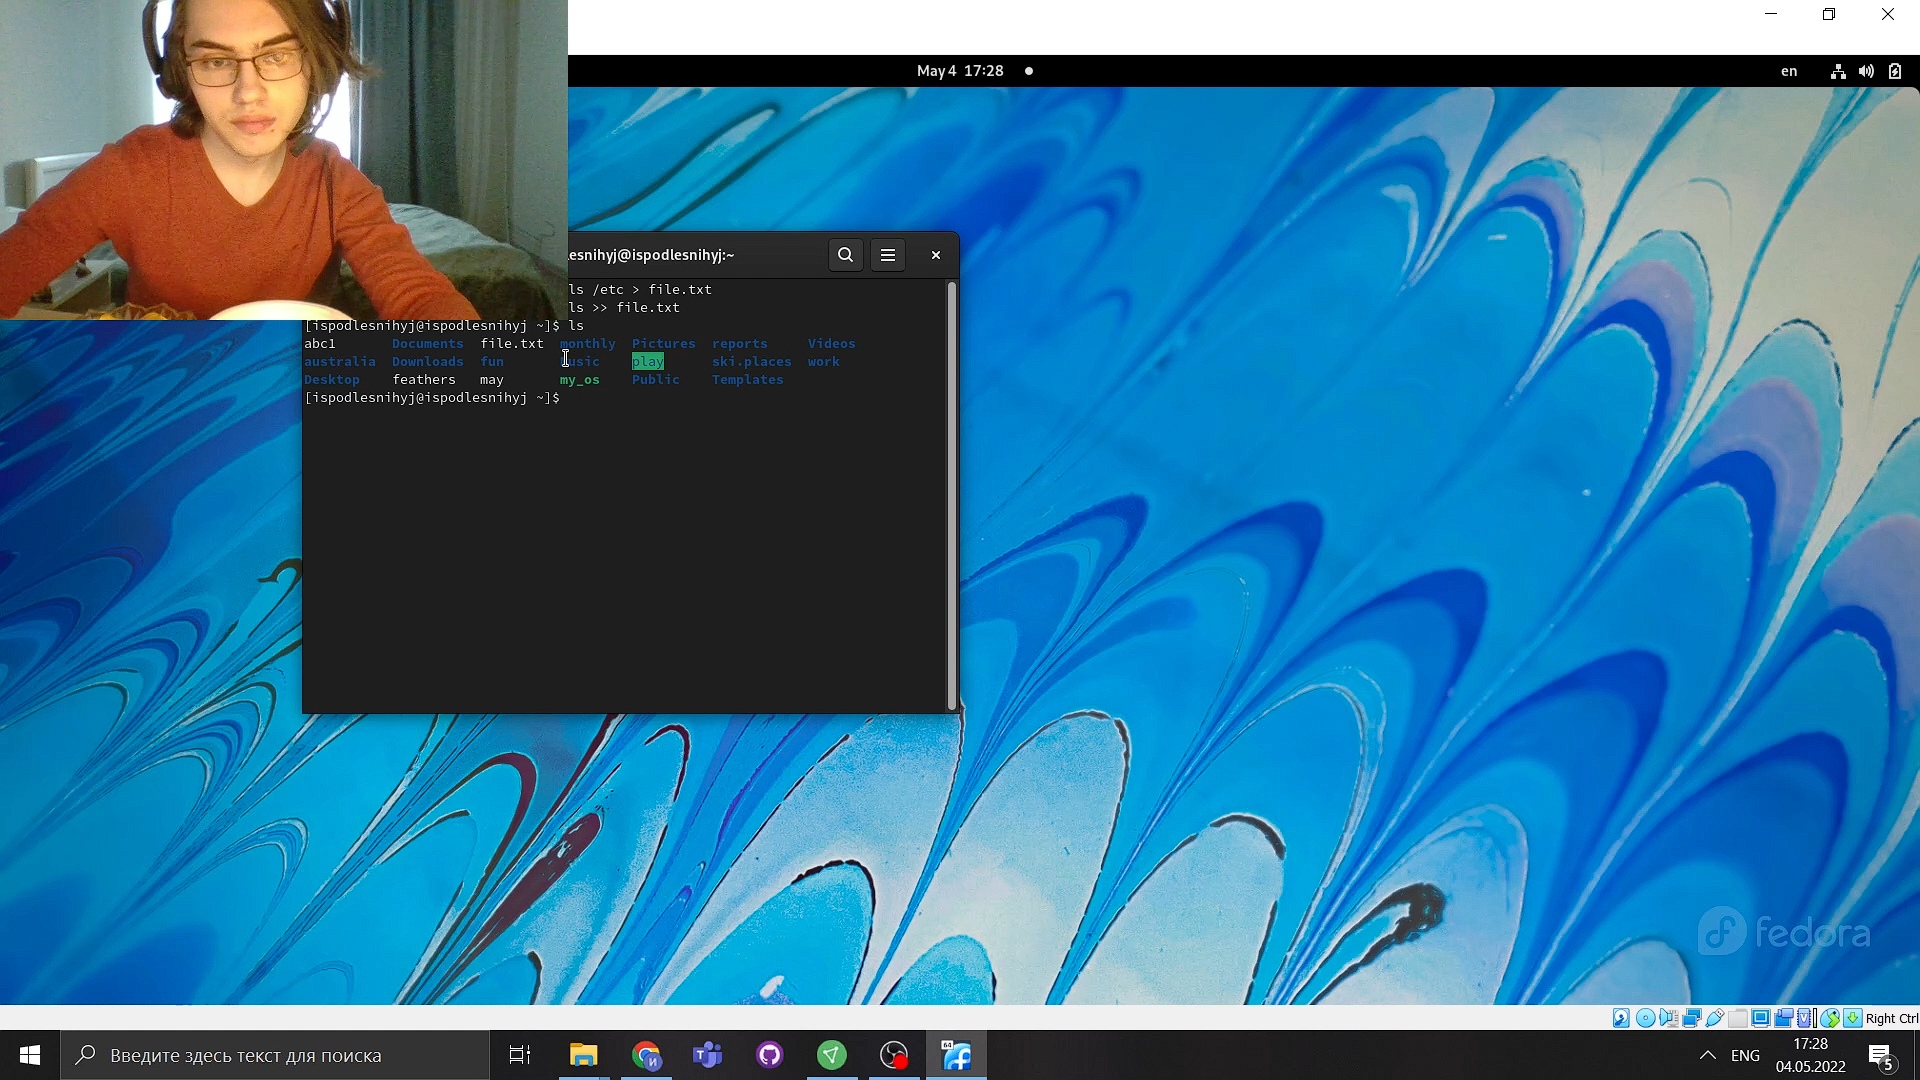 May 4 17:28
en
lesnihyj@ispodlesnihyj:~
ls /etc > file.txt
ls >> file.txt
[ispodlesnihyj@ispodlesnihyj ~]$ ls
abc1 Documents file.txt monthly Pictures reports Videos
australia Downloads fun usic play ski.places work
Desktop feathers may my_os Public Templates
[ispodlesnihyj@ispodlesnihyj ~]$
fedora
Right Ctrl
Введите здесь текст для поиска
64
ENG
17:28
04.05.2022
5